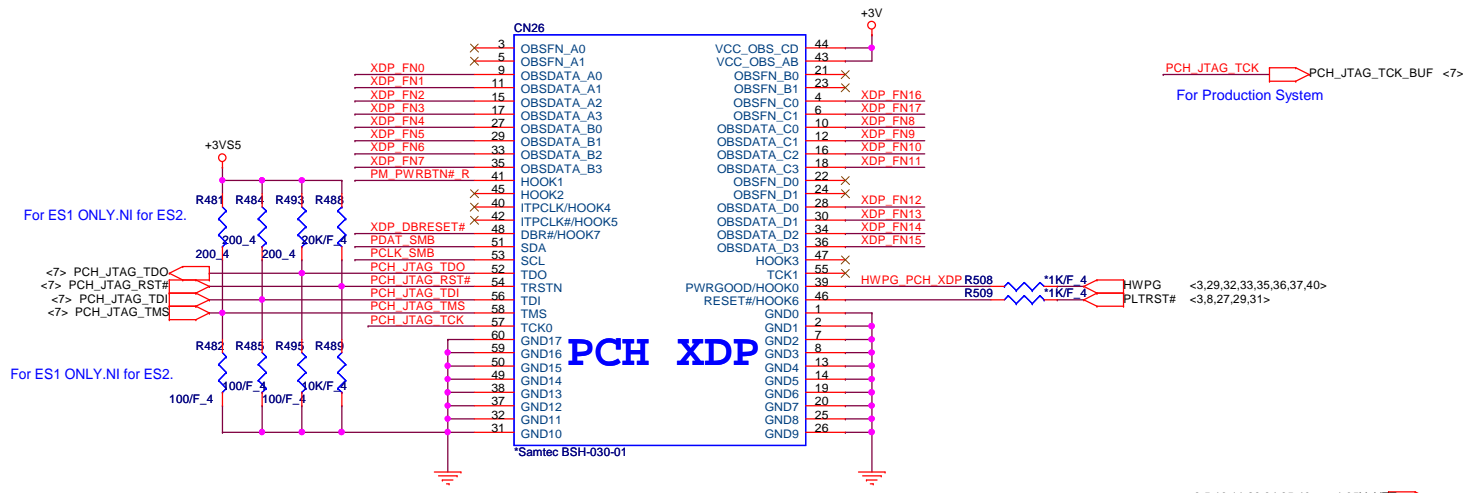 +3V
CN26
3 OBSFN_A0 VCC_OBS_CD 44
5 OBSFN_A1 VCC_OBS_AB 43
XDP_FN0 9 OBSDATA_A0 OBSFN_B0 21
XDP_FN1 11 OBSDATA_A1 OBSFN_B1 23
XDP_FN2 15 OBSDATA_A2 OBSFN_C0 4 XDP_FN16
XDP_FN3 17 OBSDATA_A3 OBSFN_C1 6 XDP_FN17
XDP_FN4 27 OBSDATA_B0 OBSDATA_C0 10 XDP_FN8
XDP_FN5 29 OBSDATA_B1 OBSDATA_C1 12 XDP_FN9
XDP_FN6 33 OBSDATA_B2 OBSDATA_C2 16 XDP_FN10
XDP_FN7 35 OBSDATA_B3 OBSDATA_C3 18 XDP_FN11
PM_PWRBTN#_R 41 HOOK1 OBSFN_D0 22
45 HOOK2 OBSFN_D1 24
40 ITPCLK/HOOK4 OBSDATA_D0 28 XDP_FN12
42 ITPCLK#/HOOK5 OBSDATA_D1 30 XDP_FN13
XDP_DBRESET# 48 DBR#/HOOK7 OBSDATA_D2 34 XDP_FN14
PDAT_SMB 51 SDA OBSDATA_D3 36 XDP_FN15
PCLK_SMB 53 SCL HOOK3 47
PCH_JTAG_TDO 52 TDO TCK1 55
PCH_JTAG_RST# 54 TRSTN PWRGOOD/HOOK0 39 HWPG_PCH_XDP R508 *1K/F_4 HWPG <3,29,32,33,35,36,37,40>
PCH_JTAG_TDI 56 TDI RESET#/HOOK6 46 R509 *1K/F_4 PLTRST# <3,8,27,29,31>
PCH_JTAG_TMS 58 TMS GND0 1
PCH_JTAG_TCK 57 TCK0 GND1 2
60 GND17 GND2 7
59 GND16 GND3 8
50 GND15 GND4 13
49 GND14 GND5 14
38 GND13 GND6 19
37 GND12 GND7 20
32 GND11 GND8 25
31 GND10 GND9 26
PCH XDP
*Samtec BSH-030-01
+3VS5
R481 R484 R493 R488
For ES1 ONLY.NI for ES2.
200_4 20K/F_4
200_4 200_4
<7> PCH_JTAG_TDO
<7> PCH_JTAG_RST#
<7> PCH_JTAG_TDI
<7> PCH_JTAG_TMS
R482 R485 R495 R489
For ES1 ONLY.NI for ES2.
100/F_4 10K/F_4
100/F_4 100/F_4
PCH_JTAG_TCK PCH_JTAG_TCK_BUF <7>
For Production System